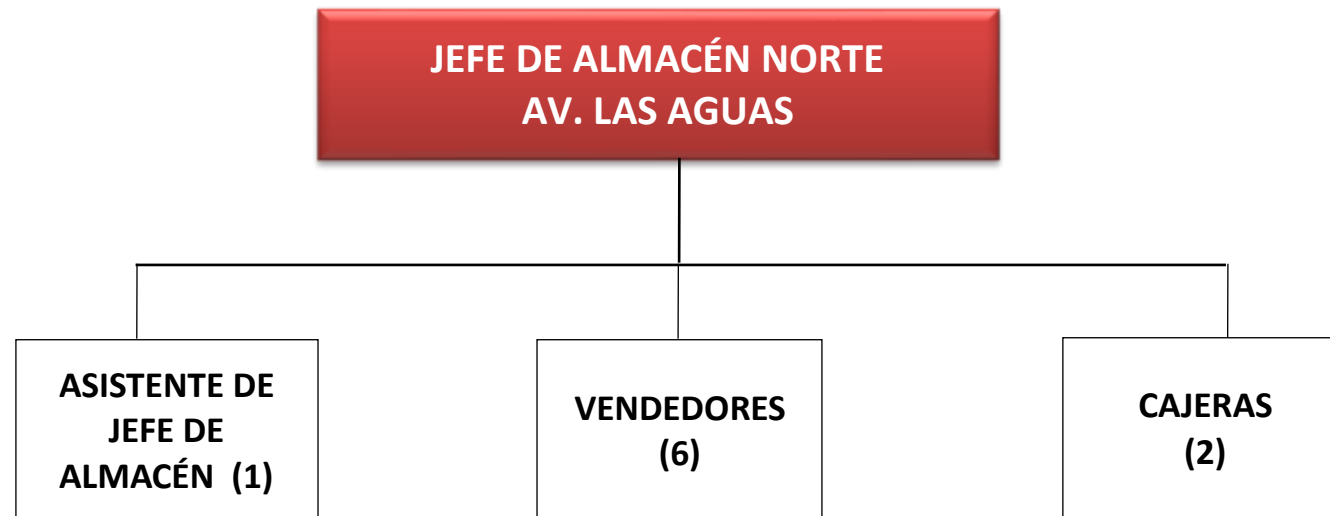 JEFE DE ALMACÉN NORTE
AV. LAS AGUAS
ASISTENTE DE
JEFE DE
ALMACÉN (1)
VENDEDORES
(6)
CAJERAS
(2)